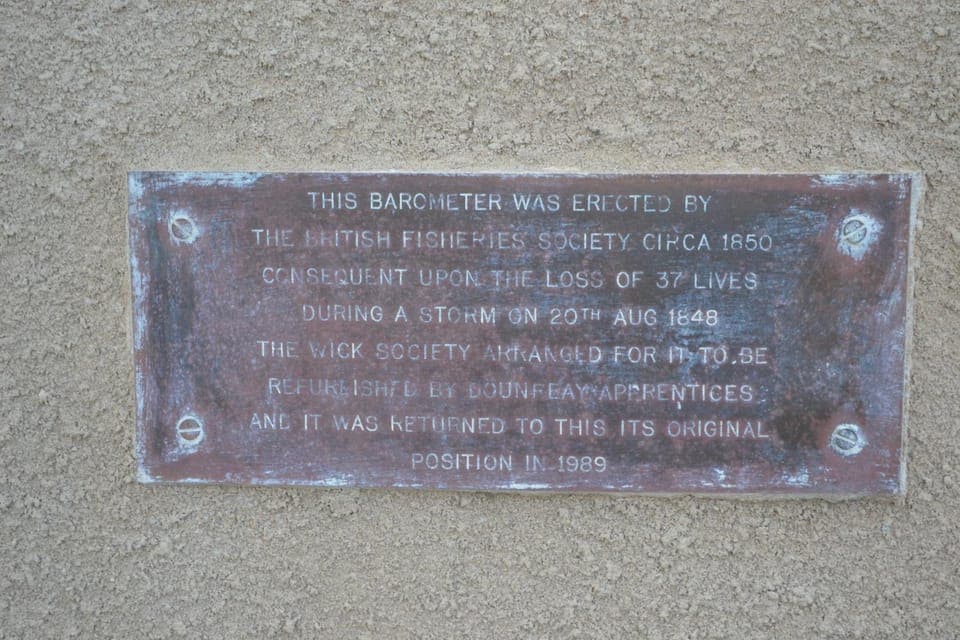 THIS BAROMETER WAS ERECTED BY
THE BRITISH FISHERIES SOCIETY CIRCA 1850
CONSEQUENT UPON THE LOSS OF 37 LIVES
DURING A STORM ON 20TH AUG 1848
THE WICK SOCIETY ARRANGED FOR IT TO BE
REFURBISHED BY DOUNREAY APPRENTICES
AND IT WAS RETURNED TO THIS ITS ORIGINAL
POSITION IN 1989